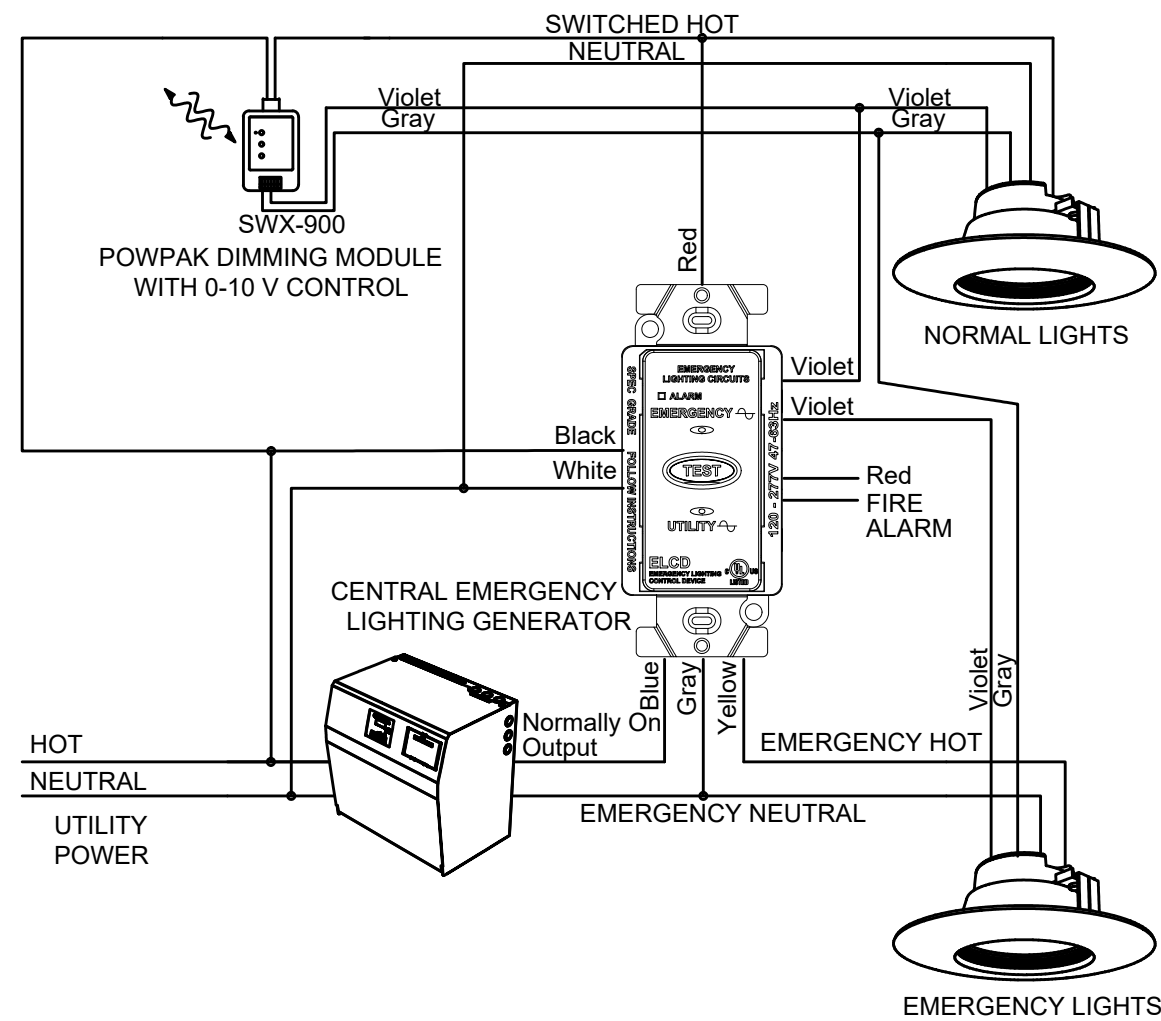 SWITCHED HOT
NEUTRAL
Violet
Gray
Violet
Gray
SWX-900
POWPAK DIMMING MODULE
WITH 0-10 V CONTROL
Red
NORMAL LIGHTS
EMERGENCY
LIGHTING CIRCUITS
ALARM
EMERGENCY
TEST
UTILITY
ELCD
EMERGENCY LIGHTING
CONTROL DEVICE
C UL US
LISTED
SPEC GRADE FOLLOW INSTRUCTIONS
120 - 277V 47-63Hz
Violet
Violet
Black
White
Red
FIRE
ALARM
CENTRAL EMERGENCY
LIGHTING GENERATOR
Blue
Gray
Yellow
Violet
Gray
Normally On
Output
HOT
NEUTRAL
UTILITY
POWER
EMERGENCY HOT
EMERGENCY NEUTRAL
EMERGENCY LIGHTS